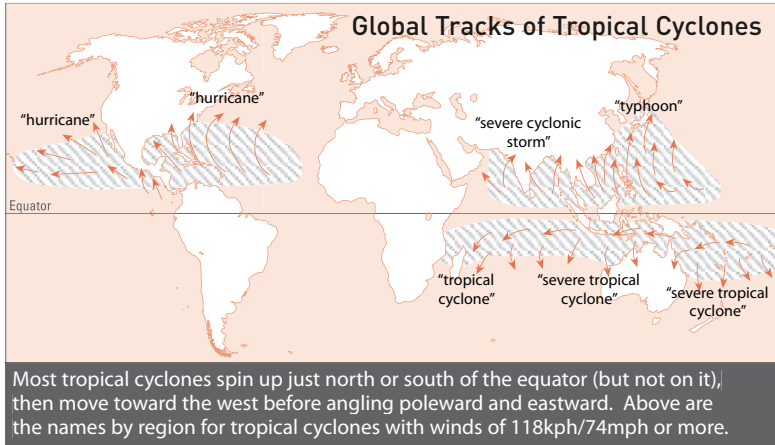 Global Tracks of Tropical Cyclones
"hurricane"
"hurricane"
"severe cyclonic
storm"
"typhoon"
Equator
"tropical
cyclone"
"severe tropical
cyclone"
"severe tropical
cyclone"
Most tropical cyclones spin up just north or south of the equator (but not on it),
then move toward the west before angling poleward and eastward. Above are
the names by region for tropical cyclones with winds of 118kph/74mph or more.